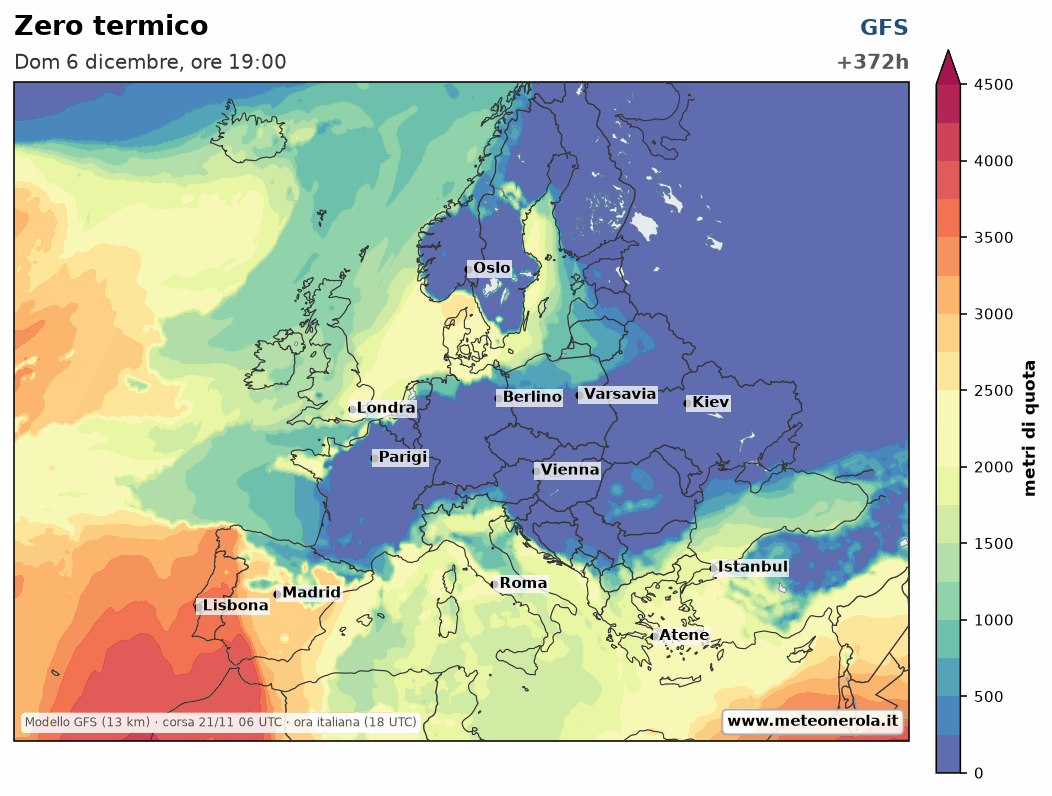 Zero termico
GFS
Dom 6 dicembre, ore 19:00
+372h
4500
4000
3500
3000
2500
2000
1500
1000
500
0
metri di quota
Oslo
Londra
Berlino
Varsavia
Kiev
Parigi
Vienna
Istanbul
Roma
Madrid
Lisbona
Atene
Modello GFS (13 km) · corsa 21/11 06 UTC · ora italiana (18 UTC)
www.meteonerola.it